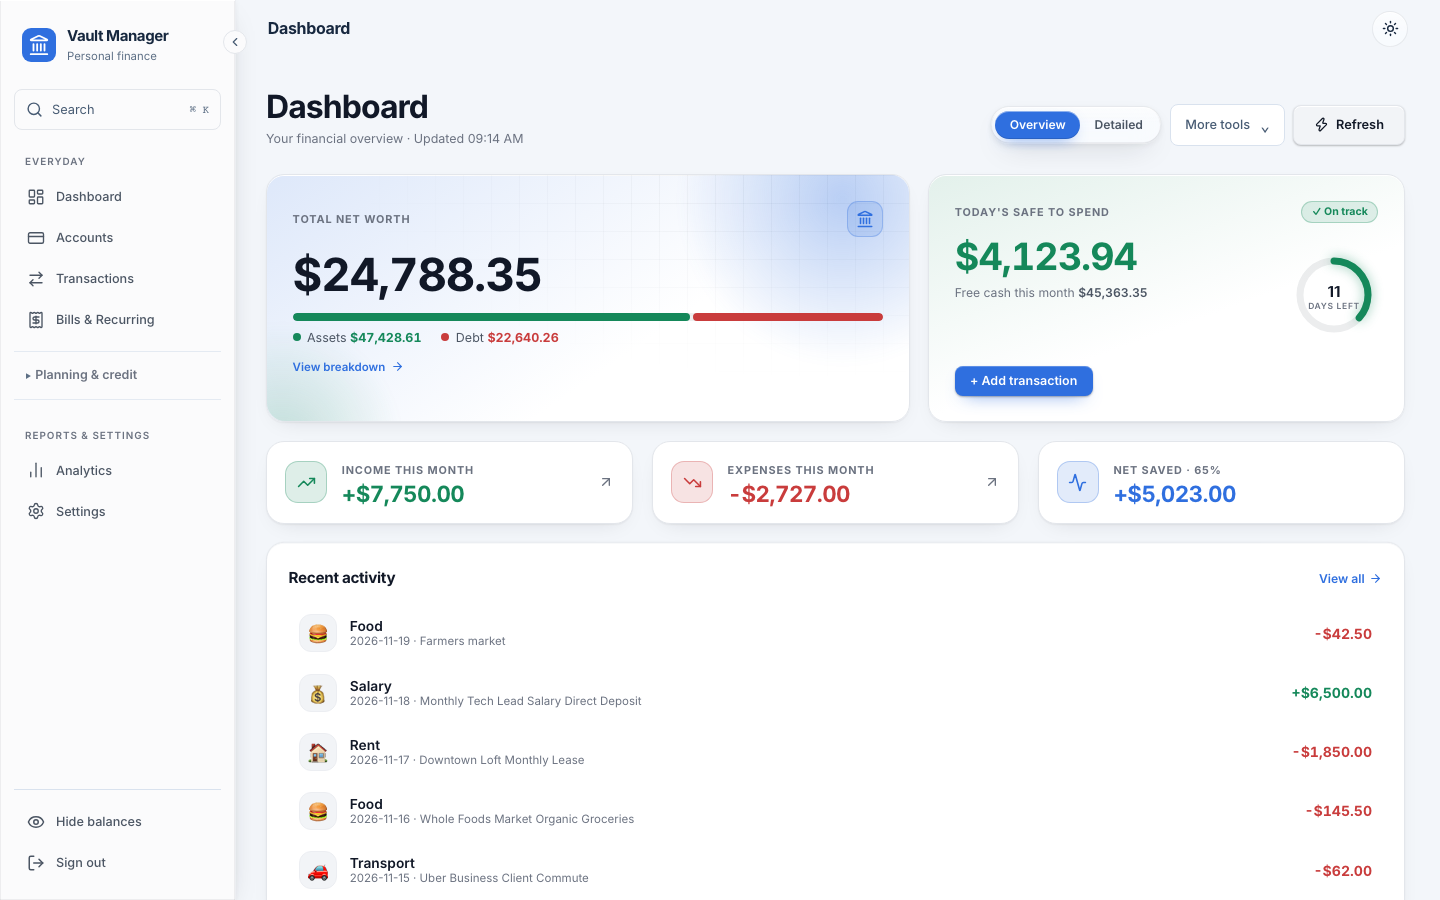 Vault Manager
Personal finance
Search ⌘ K
EVERYDAY
Dashboard
Accounts
Transactions
Bills & Recurring
Planning & credit
REPORTS & SETTINGS
Analytics
Settings
Hide balances
Sign out
Dashboard
Dashboard
Your financial overview · Updated 09:14 AM
Overview
Detailed
More tools
Refresh
TOTAL NET WORTH
$24,788.35
Assets $47,428.61
Debt $22,640.26
View breakdown →
TODAY'S SAFE TO SPEND
✓ On track
$4,123.94
Free cash this month $45,363.35
11
DAYS LEFT
+ Add transaction
INCOME THIS MONTH
+$7,750.00
EXPENSES THIS MONTH
-$2,727.00
NET SAVED · 65%
+$5,023.00
Recent activity
View all →
Food
2026-11-19 · Farmers market
-$42.50
Salary
2026-11-18 · Monthly Tech Lead Salary Direct Deposit
+$6,500.00
Rent
2026-11-17 · Downtown Loft Monthly Lease
-$1,850.00
Food
2026-11-16 · Whole Foods Market Organic Groceries
-$145.50
Transport
2026-11-15 · Uber Business Client Commute
-$62.00